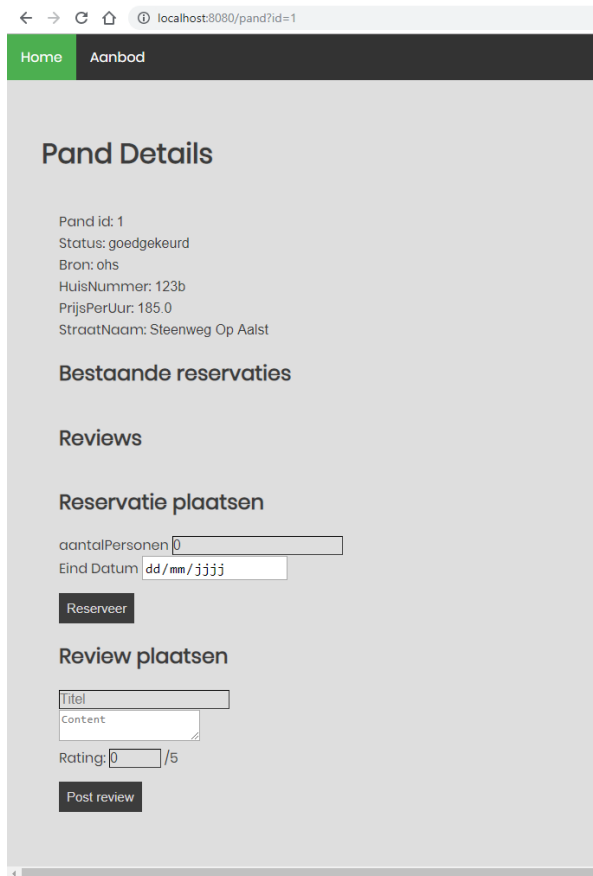 localhost:8080/pand?id=1
Home Aanbod
Pand Details
Pand id: 1
Status: goedgekeurd
Bron: ohs
HuisNummer: 123b
PrijsPerUur: 185.0
StraatNaam: Steenweg Op Aalst
Bestaande reservaties
Reviews
Reservatie plaatsen
aantalPersonen 0
Eind Datum dd/mm/jjjj
Reserveer
Review plaatsen
Titel
Content
Rating: 0 /5
Post review